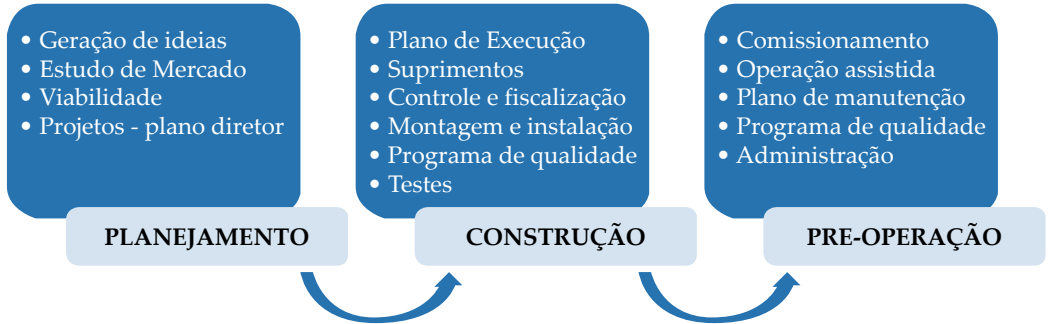 • Geração de ideias
• Estudo de Mercado
• Viabilidade
• Projetos - plano diretor
PLANEJAMENTO
• Plano de Execução
• Suprimentos
• Controle e fiscalização
• Montagem e instalação
• Programa de qualidade
• Testes
CONSTRUÇÃO
• Comissionamento
• Operação assistida
• Plano de manutenção
• Programa de qualidade
• Administração
PRE-OPERAÇÃO